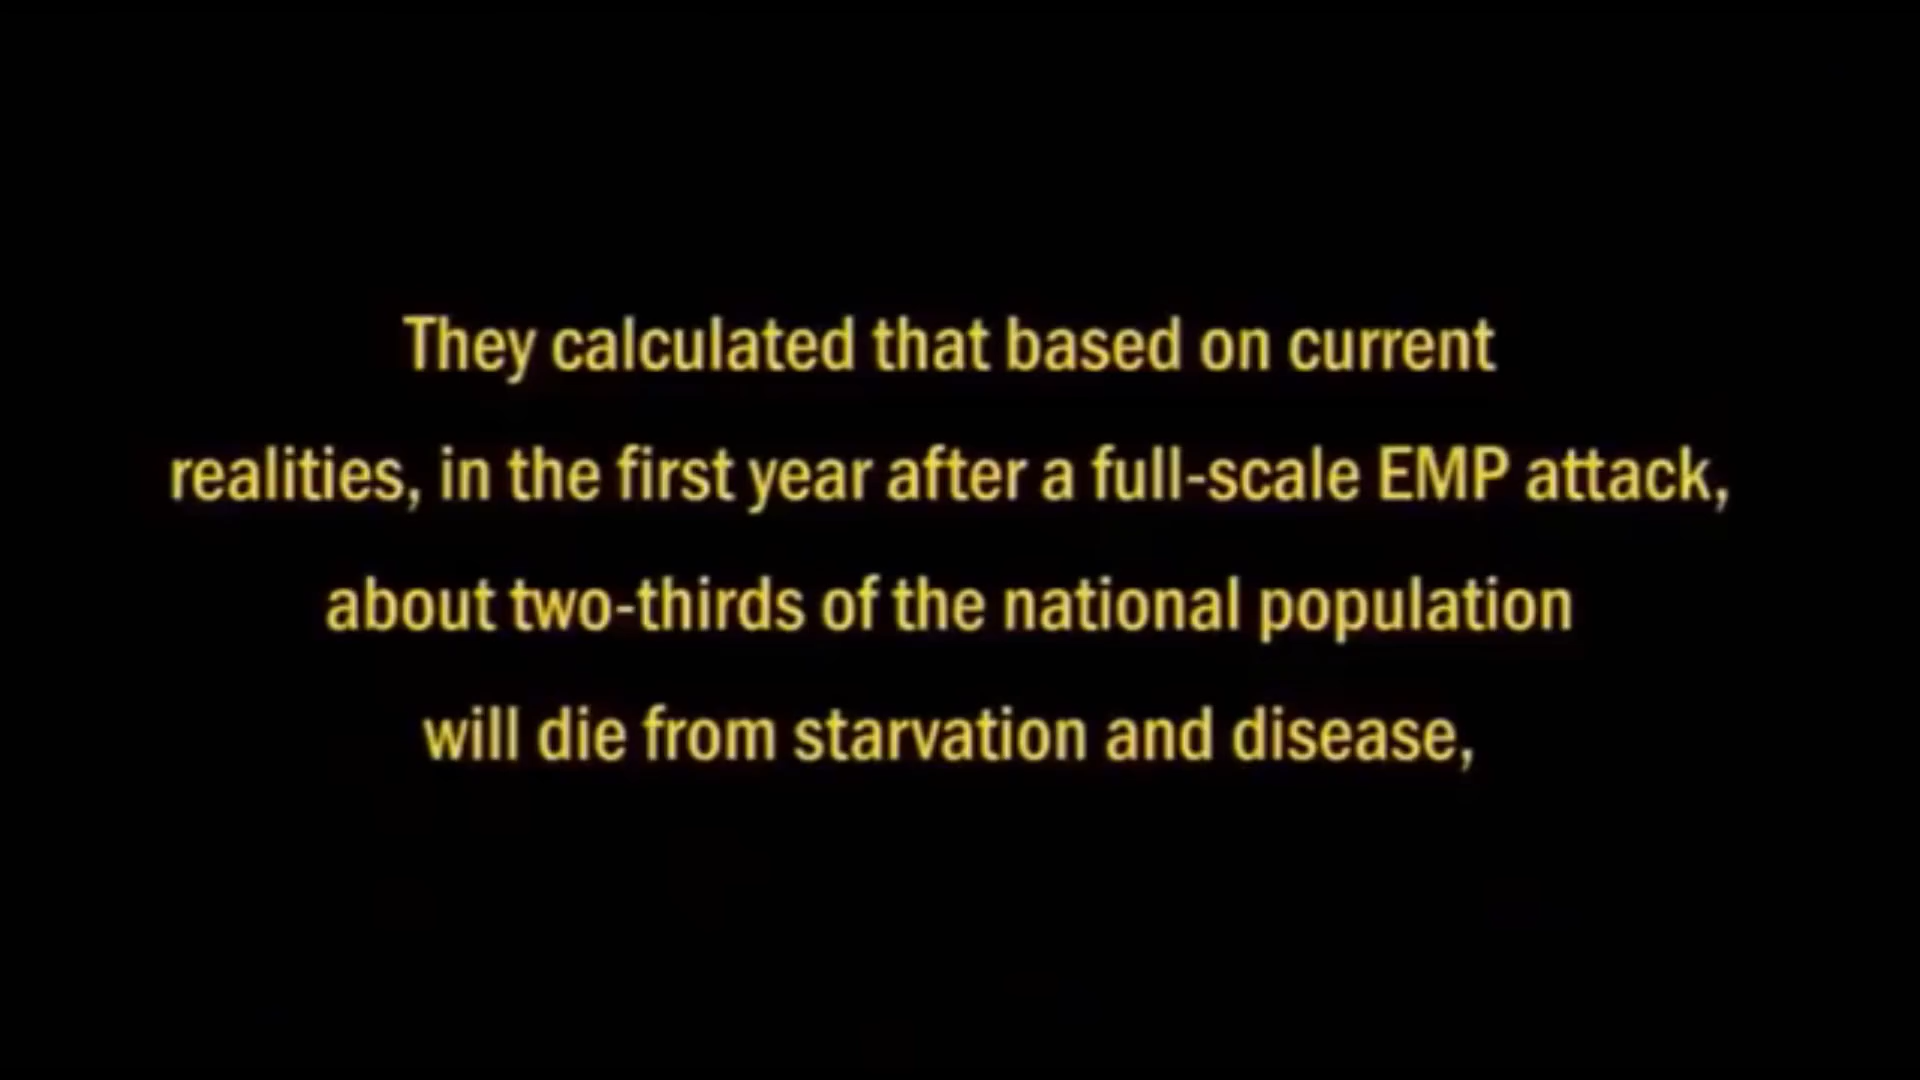 They calculated that based on current
realities, in the first year after a full-scale EMP attack,
about two-thirds of the national population
will die from starvation and disease,